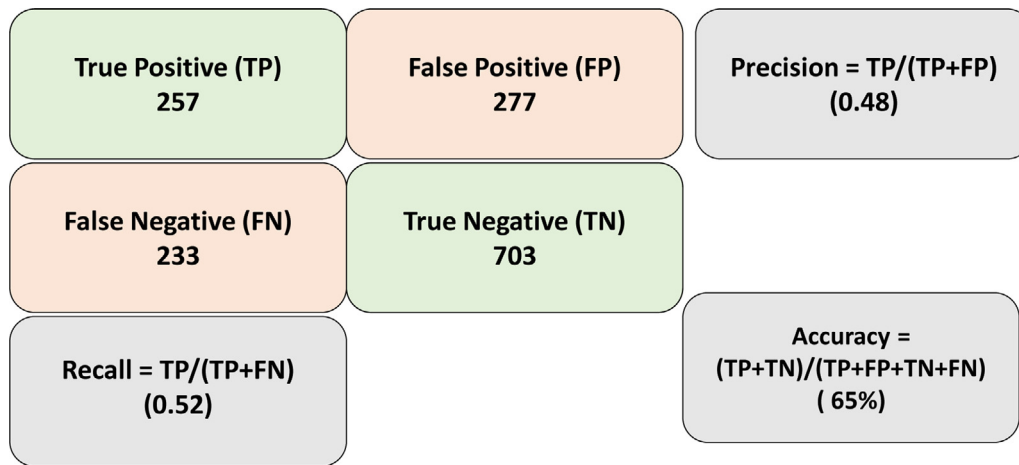 True Positive (TP)
257
False Positive (FP)
277
Precision = TP/(TP+FP)
(0.48)
False Negative (FN)
233
True Negative (TN)
703
Recall = TP/(TP+FN)
(0.52)
Accuracy =
(TP+TN)/(TP+FP+TN+FN)
( 65%)